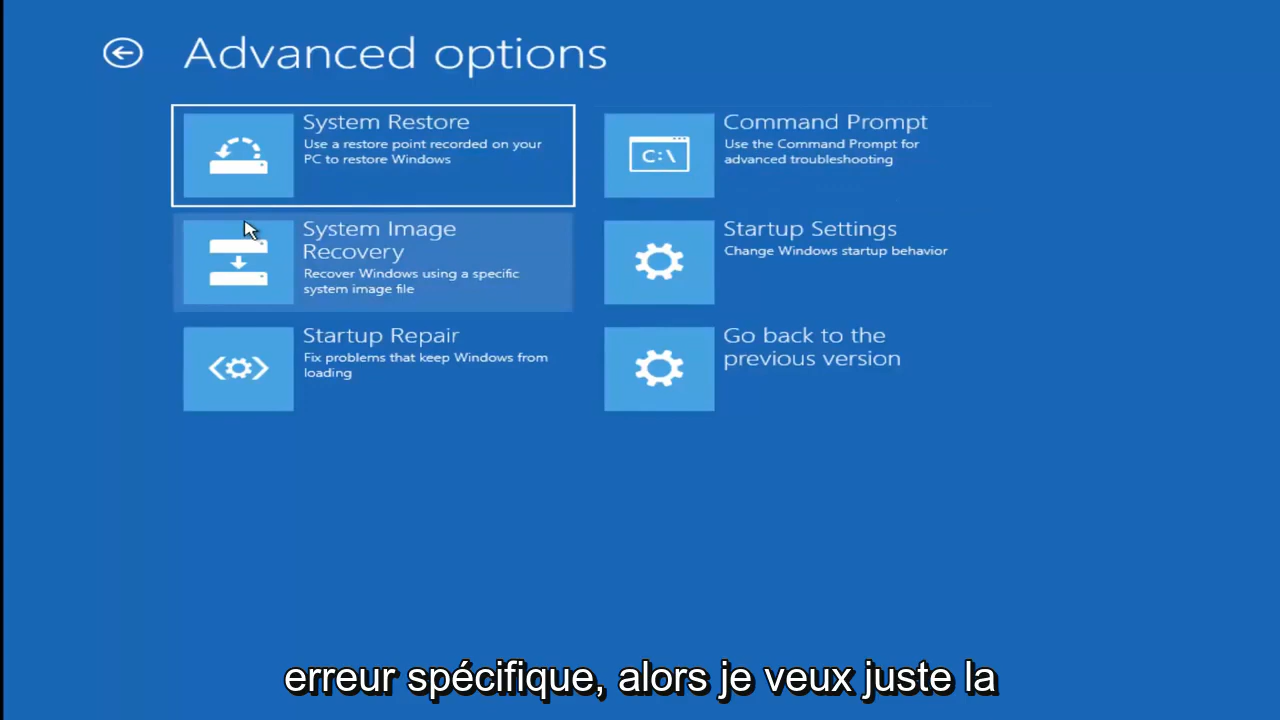 Advanced options
System Restore
Use a restore point recorded on your
PC to restore Windows
System Image
Recovery
Recover Windows using a specific
system image file
Startup Repair
Fix problems that keep Windows from
loading
Command Prompt
Use the Command Prompt for
advanced troubleshooting
C:\
Startup Settings
Change Windows startup behavior
Go back to the
previous version
erreur spécifique, alors je veux juste la